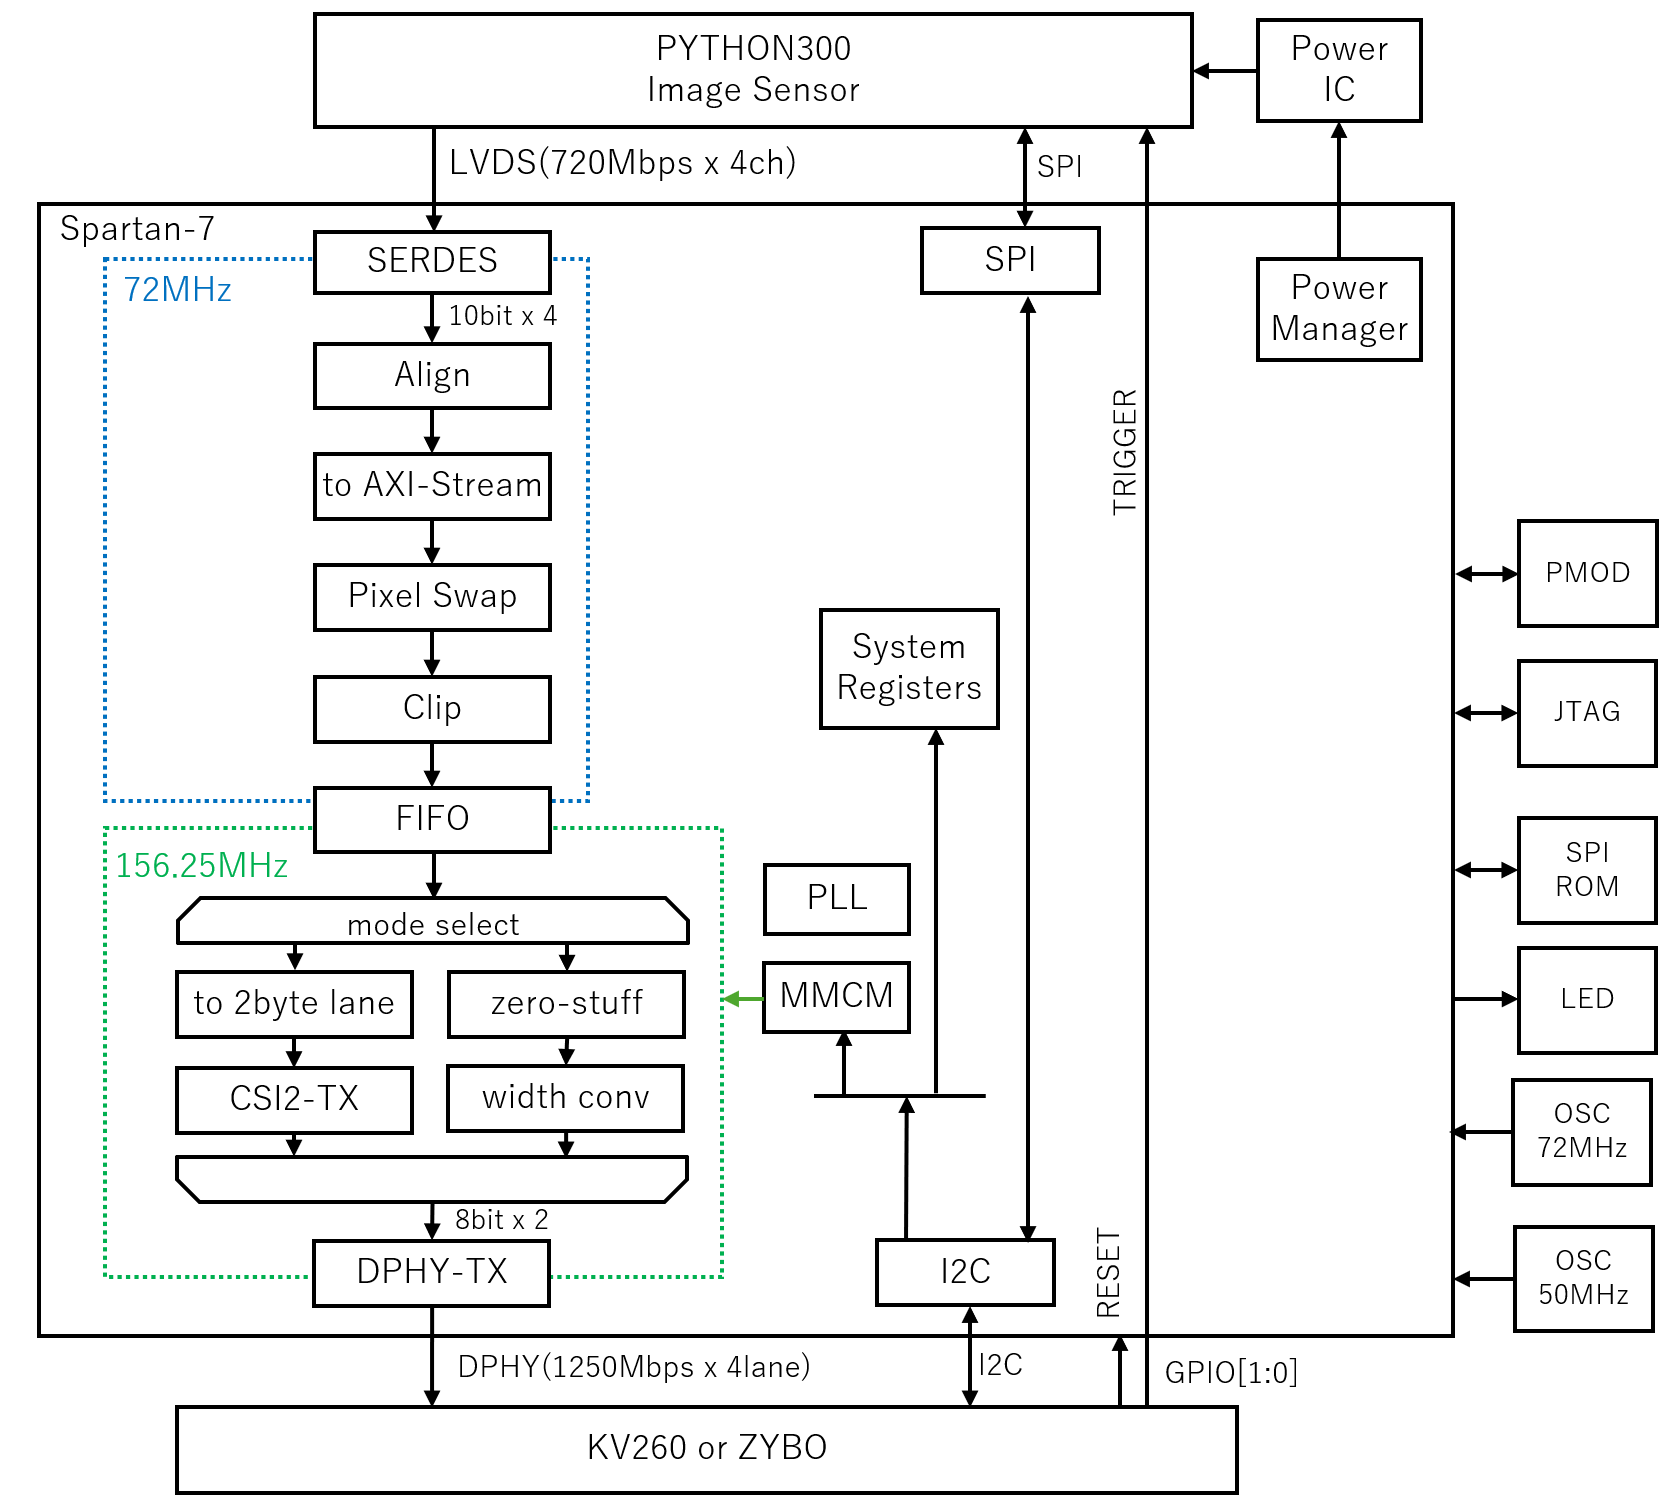 PYTHON300
Image Sensor
Power
IC
LVDS(720Mbps x 4ch)
SPI
Spartan-7
SERDES
SPI
72MHz
Power
Manager
10bit x 4
Align
TRIGGER
to AXI-Stream
PMOD
Pixel Swap
System
Registers
JTAG
Clip
FIFO
SPI
ROM
156.25MHz
PLL
mode select
MMCM
LED
to 2byte lane
zero-stuff
CSI2-TX
width conv
OSC
72MHz
8bit x 2
DPHY-TX
I2C
RESET
OSC
50MHz
DPHY(1250Mbps x 4lane)
I2C
GPIO[1:0]
KV260 or ZYBO